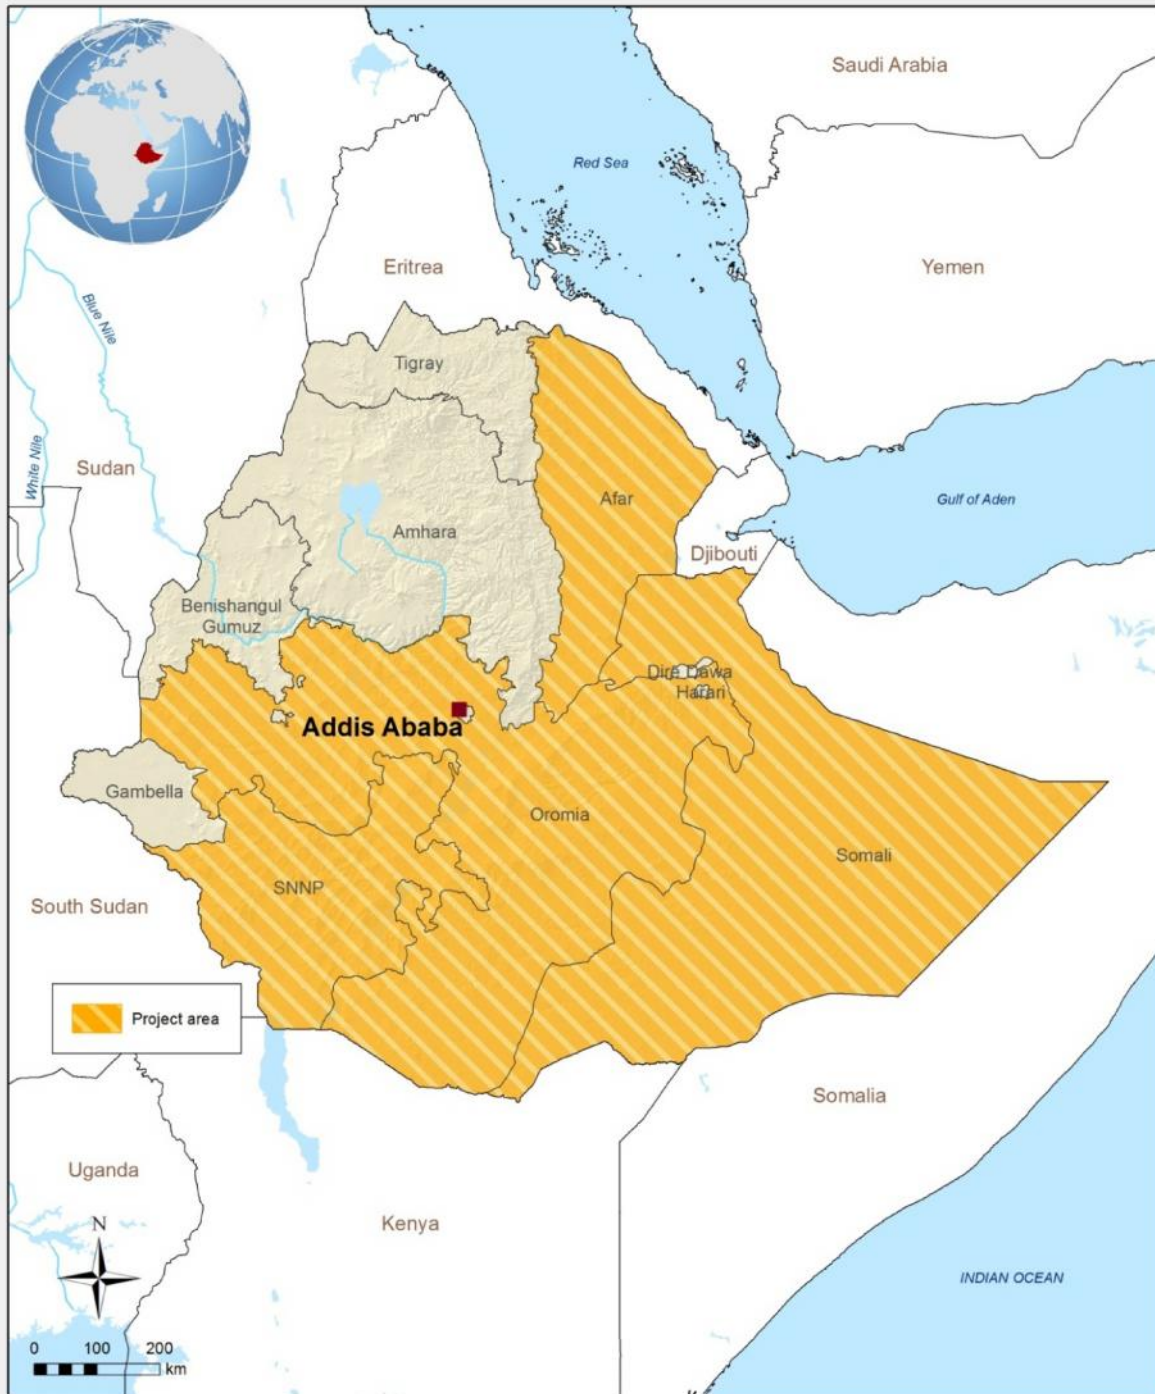 Saudi Arabia
Red Sea
Eritrea
Yemen
Blue Nile
Tigray
White Nile
Sudan
Afar
Gulf of Aden
Amhara
Djibouti
Benishangul
Gumuz
Dire Dawa
Harari
Addis Ababa
Gambella
Oromia
Somali
SNNP
South Sudan
Project area
Somalia
Uganda
Kenya
N
INDIAN OCEAN
0 100 200
km